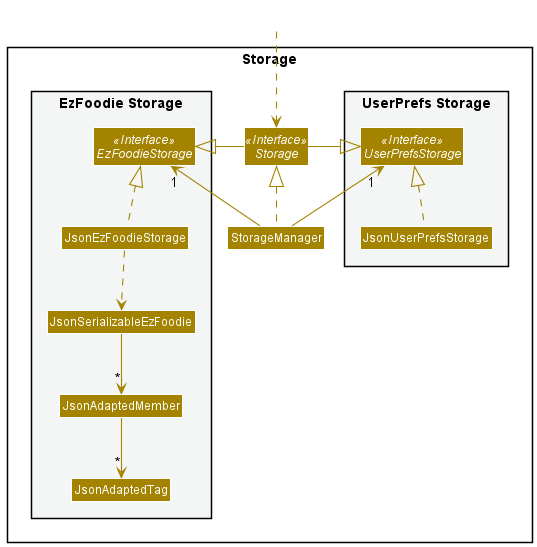 Storage
EzFoodie Storage
UserPrefs Storage
«Interface»
EzFoodieStorage
«Interface»
Storage
«Interface»
UserPrefsStorage
1
1
JsonEzFoodieStorage
StorageManager
JsonUserPrefsStorage
JsonSerializableEzFoodie
*
JsonAdaptedMember
*
JsonAdaptedTag